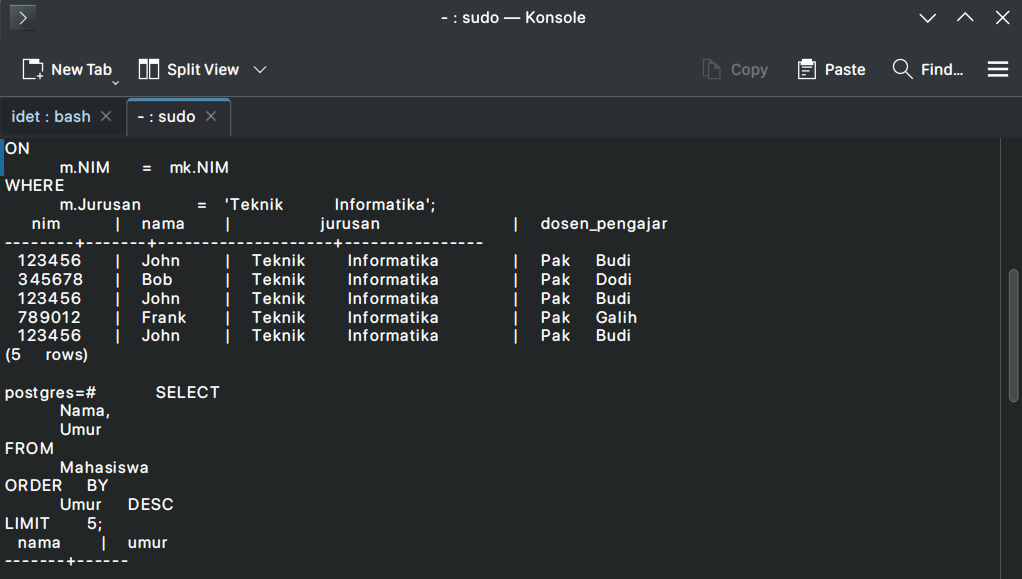 - : sudo — Konsole
New Tab Split View Copy Paste Find...
idet : bash - : sudo
ON
m.NIM = mk.NIM
WHERE
m.Jurusan = 'Teknik Informatika';
nim | nama | jurusan | dosen_pengajar
--------+-------+--------------------+----------------
123456 | John | Teknik Informatika | Pak Budi
345678 | Bob | Teknik Informatika | Pak Dodi
123456 | John | Teknik Informatika | Pak Budi
789012 | Frank | Teknik Informatika | Pak Galih
123456 | John | Teknik Informatika | Pak Budi
(5 rows)
postgres=# SELECT
Nama,
Umur
FROM
Mahasiswa
ORDER BY
Umur DESC
LIMIT 5;
nama | umur
-------+------